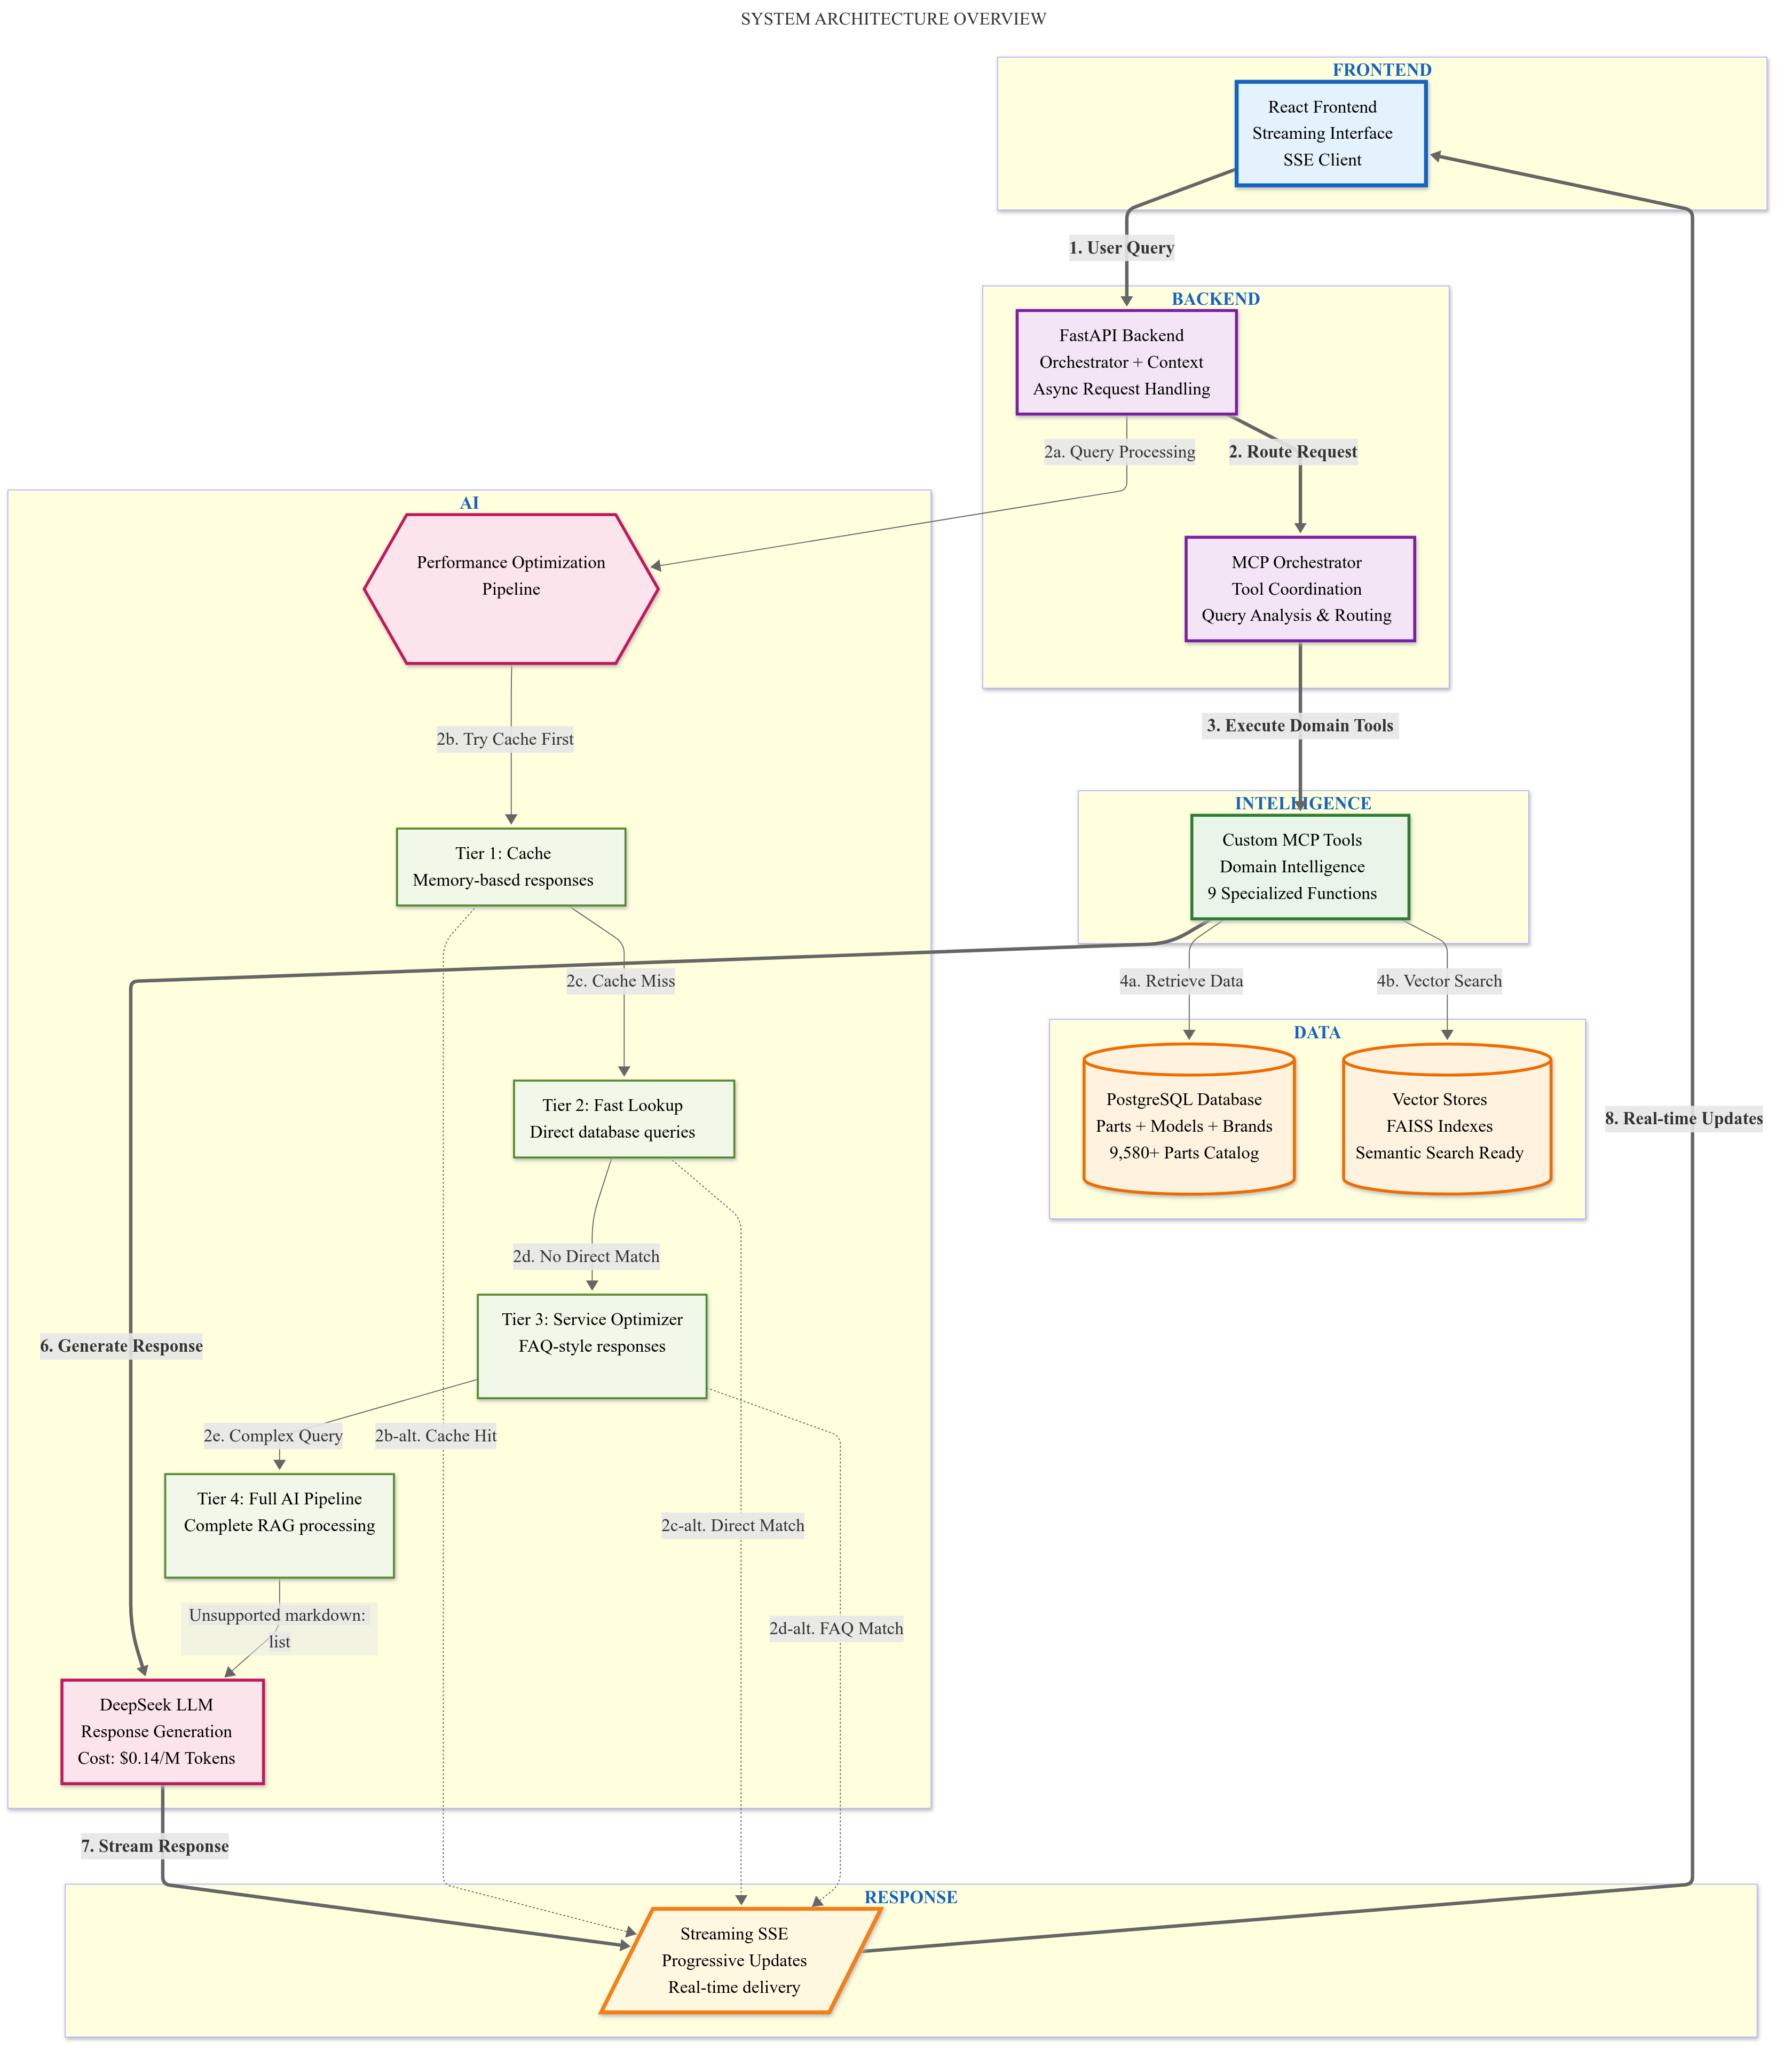 SYSTEM ARCHITECTURE OVERVIEW
FRONTEND
React Frontend
Streaming Interface
SSE Client
1. User Query
BACKEND
FastAPI Backend
Orchestrator + Context
Async Request Handling
2a. Query Processing
2. Route Request
AI
Performance Optimization
Pipeline
MCP Orchestrator
Tool Coordination
Query Analysis & Routing
2b. Try Cache First
3. Execute Domain Tools
INTELLIGENCE
Tier 1: Cache
Memory-based responses
Custom MCP Tools
Domain Intelligence
9 Specialized Functions
2c. Cache Miss
4a. Retrieve Data
4b. Vector Search
DATA
Tier 2: Fast Lookup
Direct database queries
PostgreSQL Database
Parts + Models + Brands
9,580+ Parts Catalog
Vector Stores
FAISS Indexes
Semantic Search Ready
8. Real-time Updates
2d. No Direct Match
6. Generate Response
Tier 3: Service Optimizer
FAQ-style responses
2e. Complex Query
2b-alt. Cache Hit
Tier 4: Full AI Pipeline
Complete RAG processing
2c-alt. Direct Match
Unsupported markdown:
list
2d-alt. FAQ Match
DeepSeek LLM
Response Generation
Cost: $0.14/M Tokens
7. Stream Response
RESPONSE
Streaming SSE
Progressive Updates
Real-time delivery